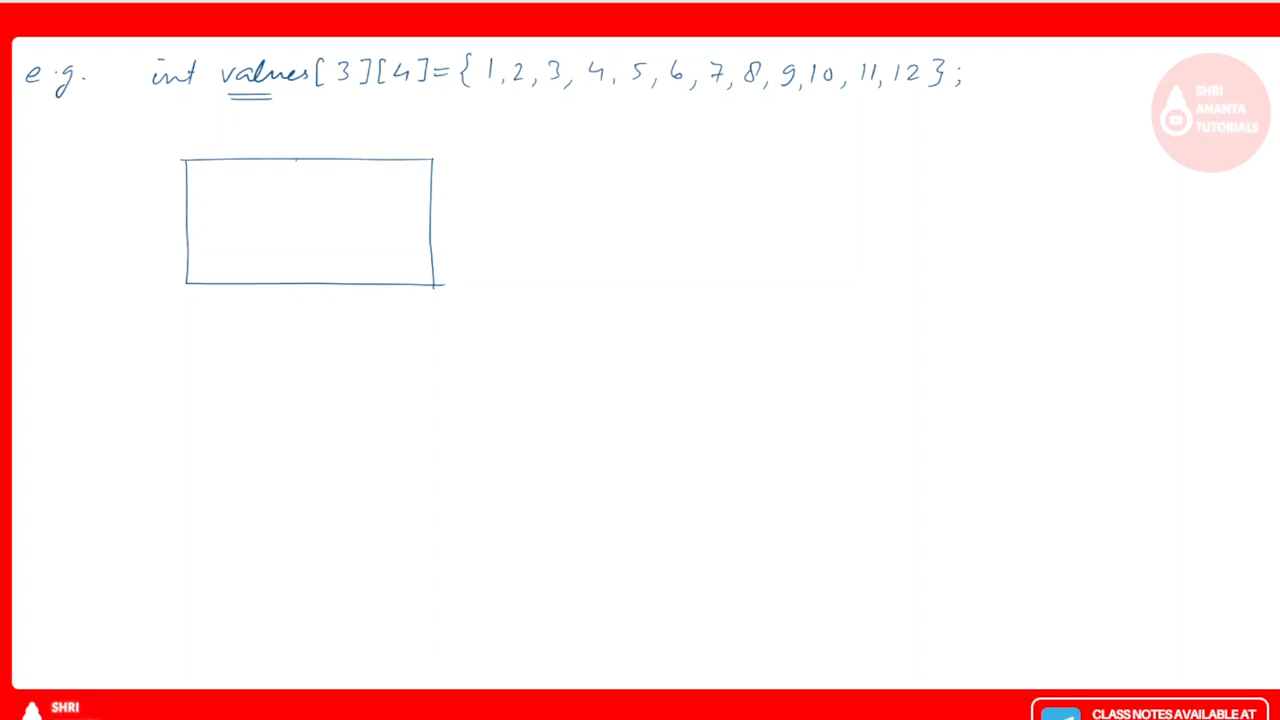 e.g. int values[3][4]={1,2,3,4,5,6,7,8,9,10,11,12};
SHRI
ANANTA
TUTORIALS
SHRI
CLASS NOTES AVAILABLE AT